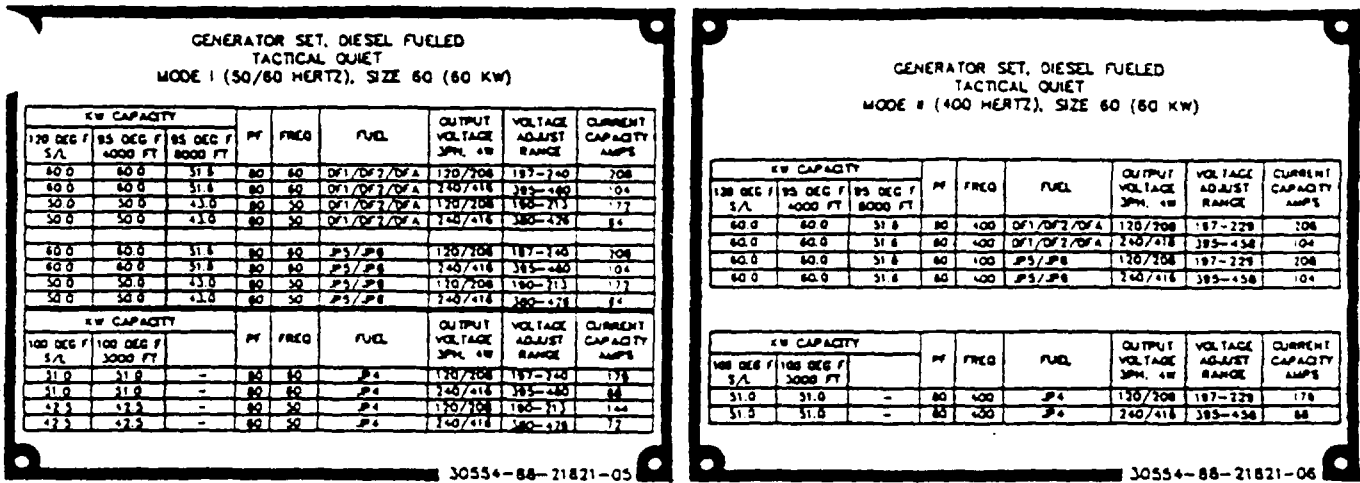 GENERATOR SET, DIESEL FUELED
TACTICAL QUIET
MODE I (50/60 HERTZ), SIZE 60 (60 KW)
KW CAPACITY
120 DEG F S/L | 95 DEG F 4000 FT | 95 DEG F 8000 FT | PF | FREQ | FUEL | OUTPUT VOLTAGE 3PH, 4W | VOLTAGE ADJUST RANGE | CURRENT CAPACITY AMPS
60.0 60.0 51.6 80 60 DF1/DF2/DFA 120/208 197-240 208
60.0 60.0 51.6 80 60 DF1/DF2/DFA 240/416 395-480 104
50.0 50.0 43.0 80 50 DF1/DF2/DFA 120/208 190-213 172
50.0 50.0 43.0 80 50 DF1/DF2/DFA 240/416 380-426
60.0 60.0 51.6 80 60 JP5/JP8 120/208 197-240 208
60.0 60.0 51.6 80 60 JP5/JP8 240/416 395-480 104
50.0 50.0 43.0 80 50 JP5/JP8 120/208 190-213 172
50.0 50.0 43.0 80 50 JP5/JP8 240/416 380-426
KW CAPACITY
100 DEG F S/L | 100 DEG F 3000 FT | PF | FREQ | FUEL | OUTPUT VOLTAGE 3PH, 4W | VOLTAGE ADJUST RANGE | CURRENT CAPACITY AMPS
51.0 51.0 - 80 60 JP4 120/208 197-240 176
51.0 51.0 - 80 60 JP4 240/416 395-480 88
42.5 42.5 - 80 50 JP4 120/208 190-213 144
42.5 42.5 - 80 50 JP4 240/416 380-426 72
30554-88-21821-05
GENERATOR SET, DIESEL FUELED
TACTICAL QUIET
MODE II (400 HERTZ), SIZE 60 (60 KW)
KW CAPACITY
120 DEG F S/L | 95 DEG F 4000 FT | 95 DEG F 8000 FT | PF | FREQ | FUEL | OUTPUT VOLTAGE 3PH, 4W | VOLTAGE ADJUST RANGE | CURRENT CAPACITY AMPS
60.0 60.0 51.6 80 400 DF1/DF2/DFA 120/208 197-229 208
60.0 60.0 51.6 80 400 DF1/DF2/DFA 240/416 395-458 104
60.0 60.0 51.6 80 400 JP5/JP8 120/208 197-229 208
60.0 60.0 51.6 80 400 JP5/JP8 240/416 395-458 104
KW CAPACITY
100 DEG F S/L | 100 DEG F 3000 FT | PF | FREQ | FUEL | OUTPUT VOLTAGE 3PH, 4W | VOLTAGE ADJUST RANGE | CURRENT CAPACITY AMPS
51.0 51.0 - 80 400 JP4 120/208 197-229 176
51.0 51.0 - 80 400 JP4 240/416 395-458 88
30554-88-21821-06